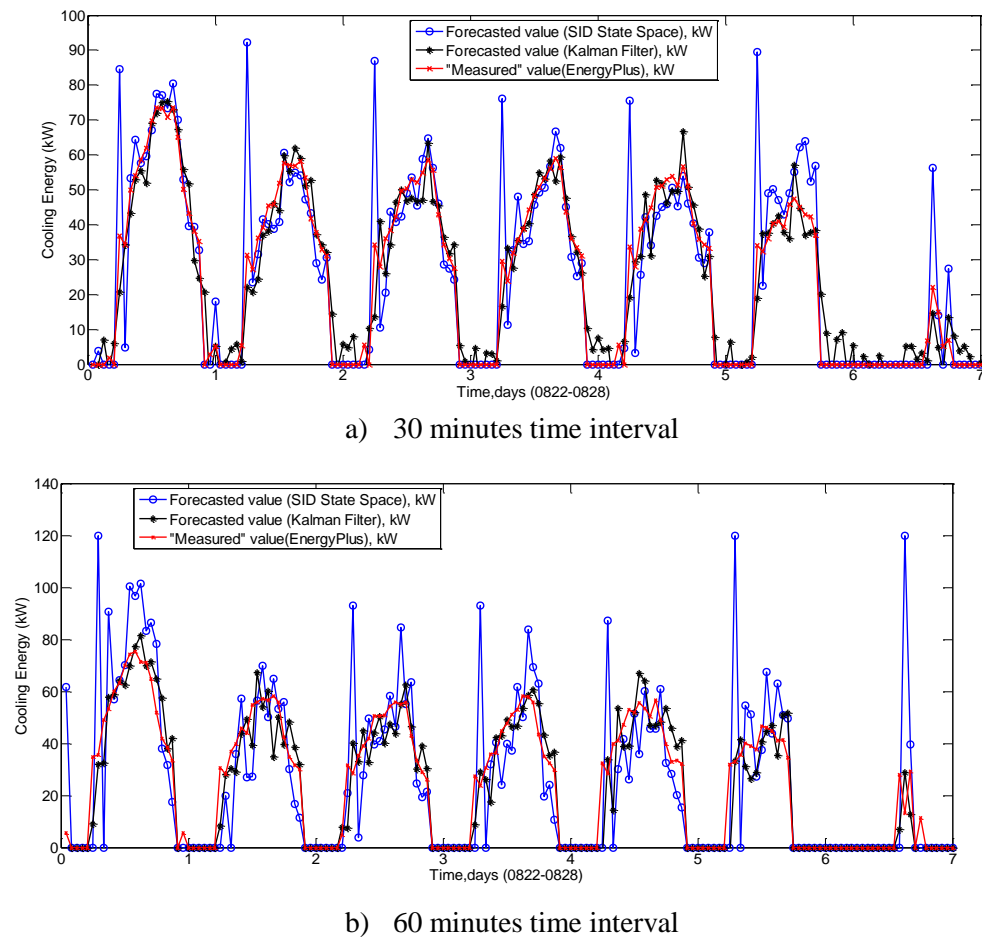 100
90
80
70
60
50
40
30
20
10
0
Cooling Energy (kW)
Forecasted value (SID State Space), kW
Forecasted value (Kalman Filter), kW
"Measured" value(EnergyPlus), kW
0 1 2 3 4 5 6 7
Time,days (0822-0828)
a) 30 minutes time interval
140
120
100
80
60
40
20
0
Cooling Energy (kW)
Forecasted value (SID State Space), kW
Forecasted value (Kalman Filter), kW
"Measured" value(EnergyPlus), kW
0 1 2 3 4 5 6 7
Time,days (0822-0828)
b) 60 minutes time interval